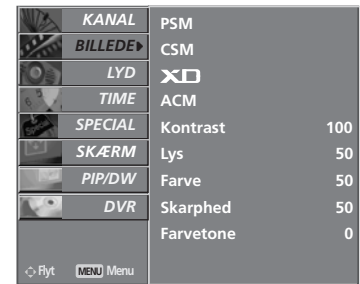 KANAL
BILLEDE
LYD
TIME
SPECIAL
SKÆRM
PIP/DW
DVR
Flyt MENU Menu
PSM
CSM
XD
ACM
Kontrast 100
Lys 50
Farve 50
Skarphed 50
Farvetone 0